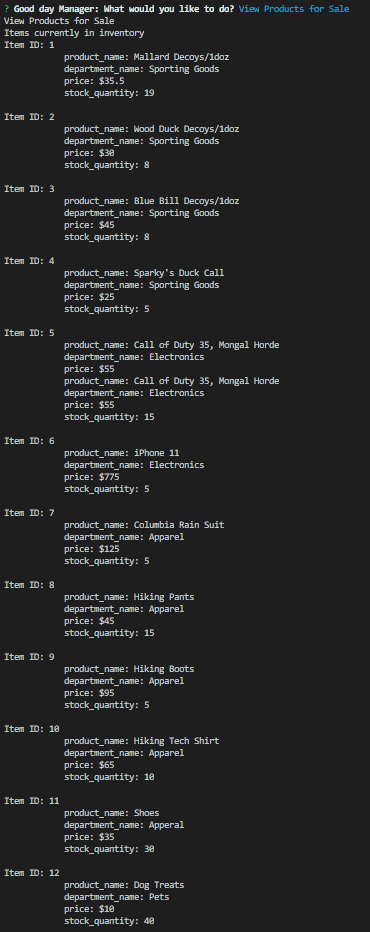 ? Good day Manager: What would you like to do? View Products for Sale
View Products for Sale
Items currently in inventory
Item ID: 1
product_name: Mallard Decoys/1doz
department_name: Sporting Goods
price: $35.5
stock_quantity: 19
Item ID: 2
product_name: Wood Duck Decoys/1doz
department_name: Sporting Goods
price: $30
stock_quantity: 8
Item ID: 3
product_name: Blue Bill Decoys/1doz
department_name: Sporting Goods
price: $45
stock_quantity: 8
Item ID: 4
product_name: Sparky's Duck Call
department_name: Sporting Goods
price: $25
stock_quantity: 5
Item ID: 5
product_name: Call of Duty 35, Mongal Horde
department_name: Electronics
price: $55
product_name: Call of Duty 35, Mongal Horde
department_name: Electronics
price: $55
stock_quantity: 15
Item ID: 6
product_name: iPhone 11
department_name: Electronics
price: $775
stock_quantity: 5
Item ID: 7
product_name: Columbia Rain Suit
department_name: Apparel
price: $125
stock_quantity: 5
Item ID: 8
product_name: Hiking Pants
department_name: Apparel
price: $45
stock_quantity: 15
Item ID: 9
product_name: Hiking Boots
department_name: Apparel
price: $95
stock_quantity: 5
Item ID: 10
product_name: Hiking Tech Shirt
department_name: Apparel
price: $65
stock_quantity: 10
Item ID: 11
product_name: Shoes
department_name: Apperal
price: $35
stock_quantity: 30
Item ID: 12
product_name: Dog Treats
department_name: Pets
price: $10
stock_quantity: 40